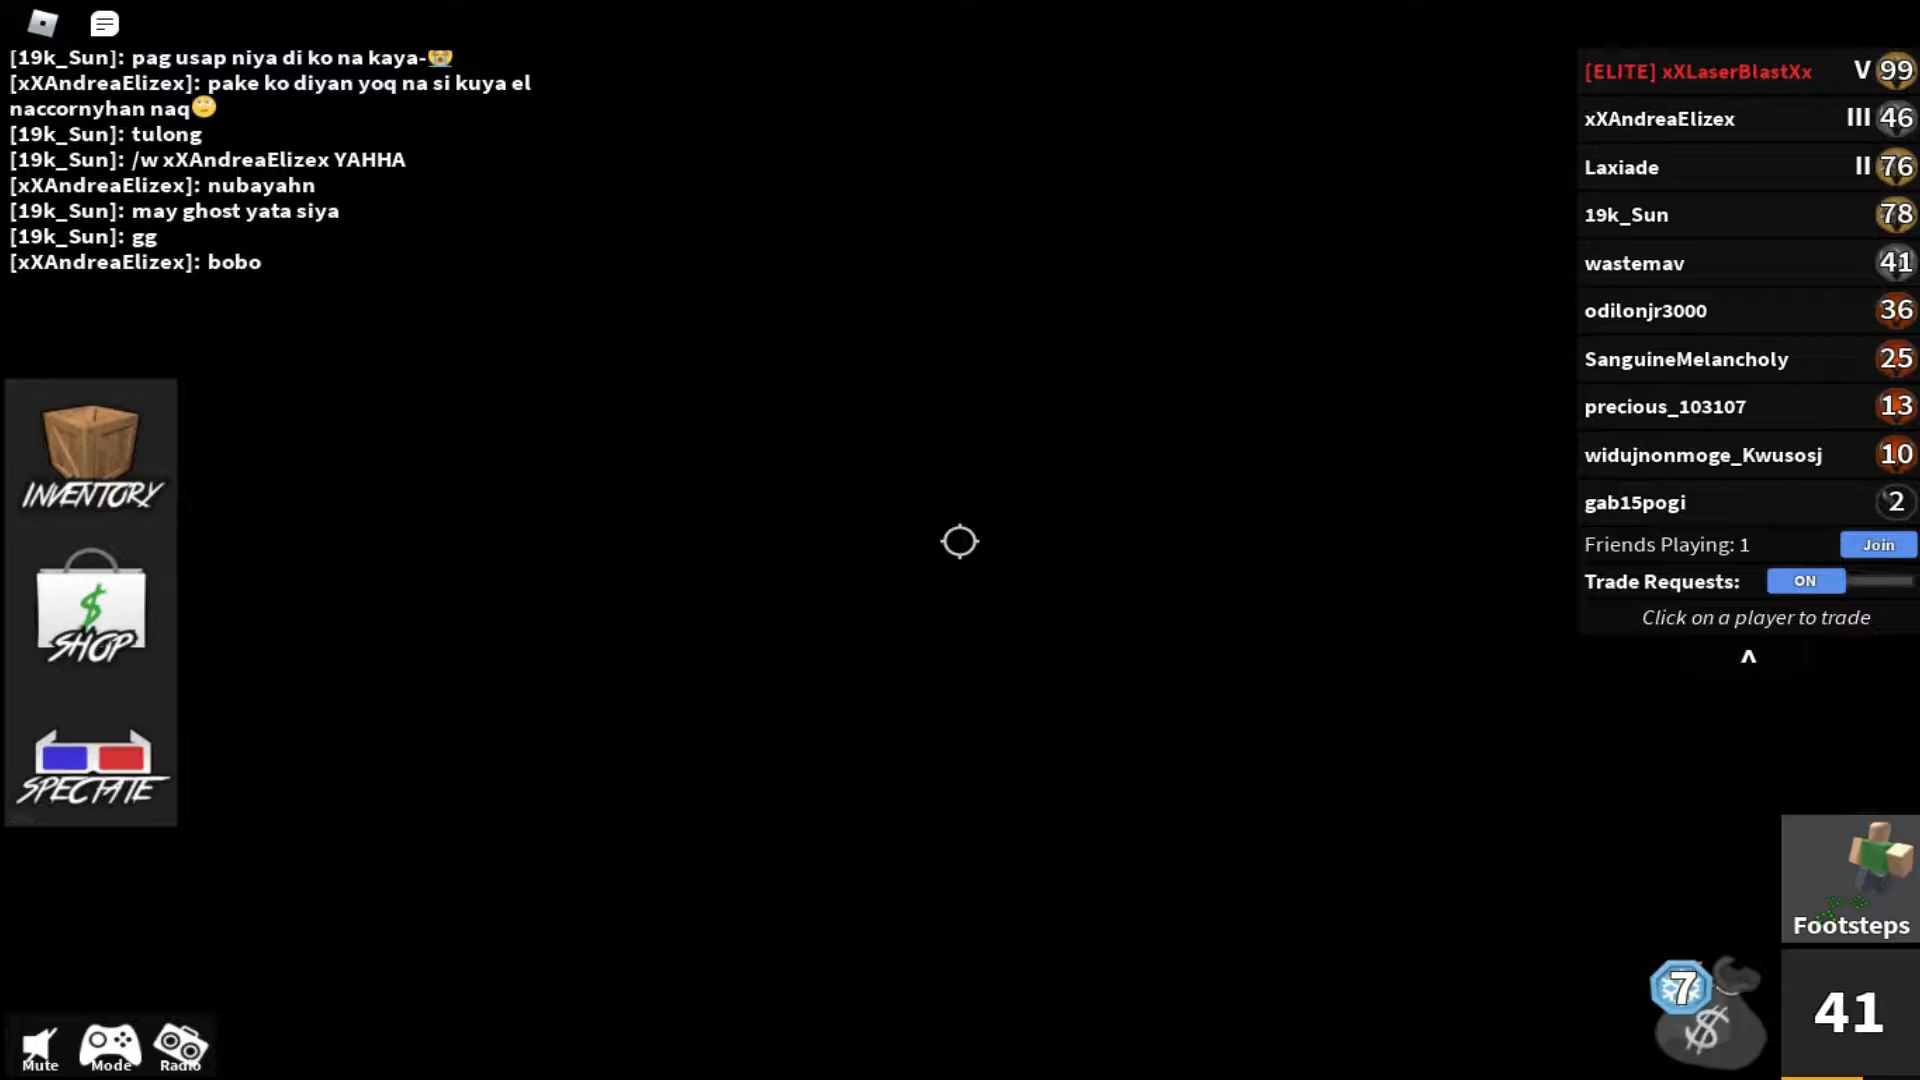 [19k_Sun]: pag usap niya di ko na kaya-😭
[xXAndreaElizex]: pake ko diyan yoq na si kuya el
naccornyhan naq🙄
[19k_Sun]: tulong
[19k_Sun]: /w xXAndreaElizex YAHHA
[xXAndreaElizex]: nubayahn
[19k_Sun]: may ghost yata siya
[19k_Sun]: gg
[xXAndreaElizex]: bobo
INVENTORY
$
SHOP
SPECTATE
Mute
Mode
Radio
[ELITE] xXLaserBlastXx V 99
xXAndreaElizex III 46
Laxiade II 76
19k_Sun 78
wastemav 41
odilonjr3000 36
SanguineMelancholy 25
precious_103107 13
widujnonmoge_Kwusosj 10
gab15pogi 2
Friends Playing: 1 Join
Trade Requests: ON
Click on a player to trade
^
Footsteps
7
$
41